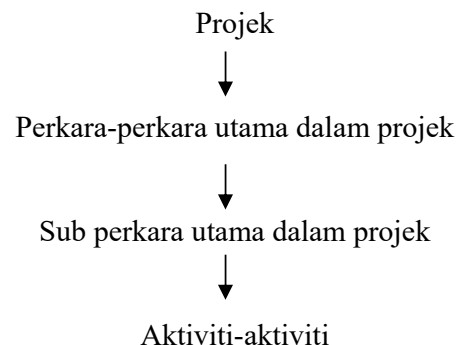 Projek
Perkara-perkara utama dalam projek
Sub perkara utama dalam projek
Aktiviti-aktiviti